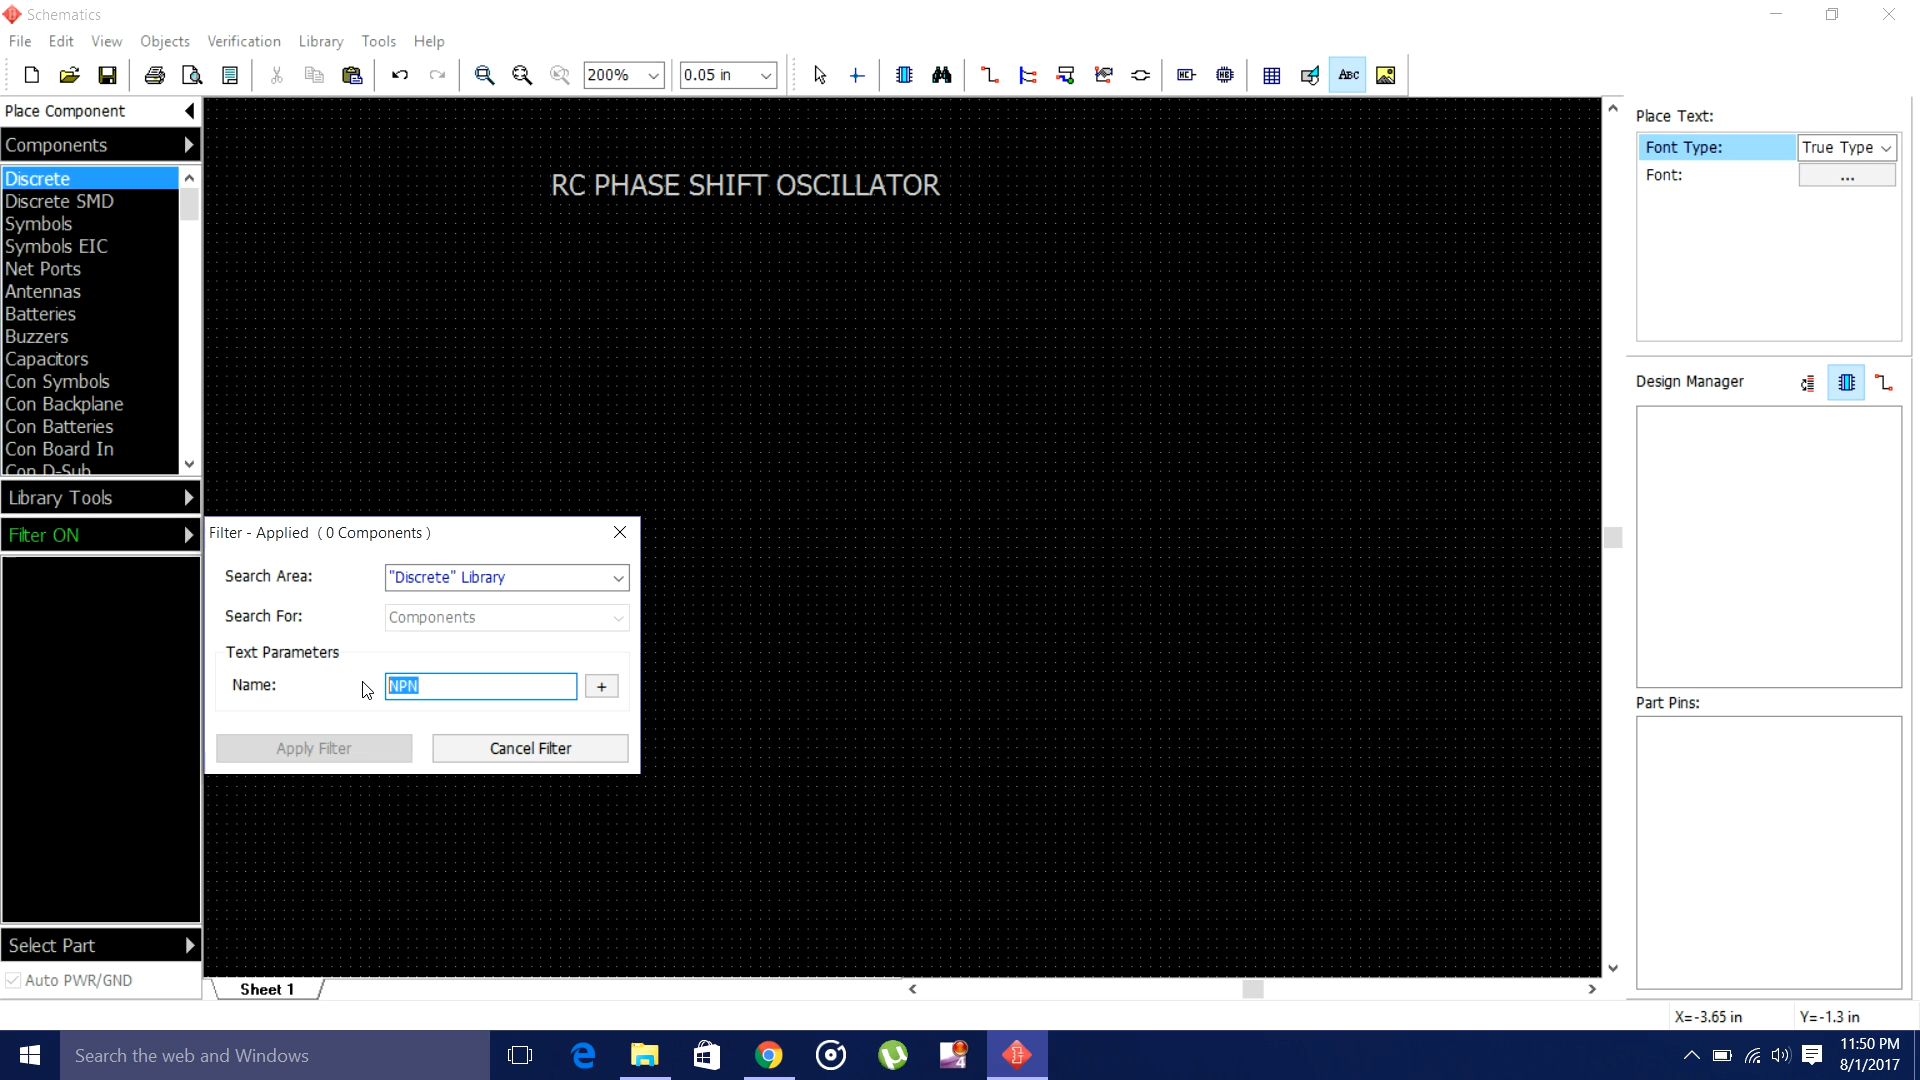 Schematics
File Edit View Objects Verification Library Tools Help
200% 0.05 in ABC
Place Component
Components
Discrete
Discrete SMD
Symbols
Symbols EIC
Net Ports
Antennas
Batteries
Buzzers
Capacitors
Con Symbols
Con Backplane
Con Batteries
Con Board In
Con D-Sub
Library Tools
Filter ON
Select Part
Auto PWR/GND
RC PHASE SHIFT OSCILLATOR
Filter - Applied ( 0 Components )
Search Area: "Discrete" Library
Search For: Components
Text Parameters
Name: NPN +
Apply Filter Cancel Filter
Sheet 1
Place Text:
Font Type: True Type
Font: ...
Design Manager
Part Pins:
X=-3.65 in Y=-1.3 in
Search the web and Windows
11:50 PM
8/1/2017